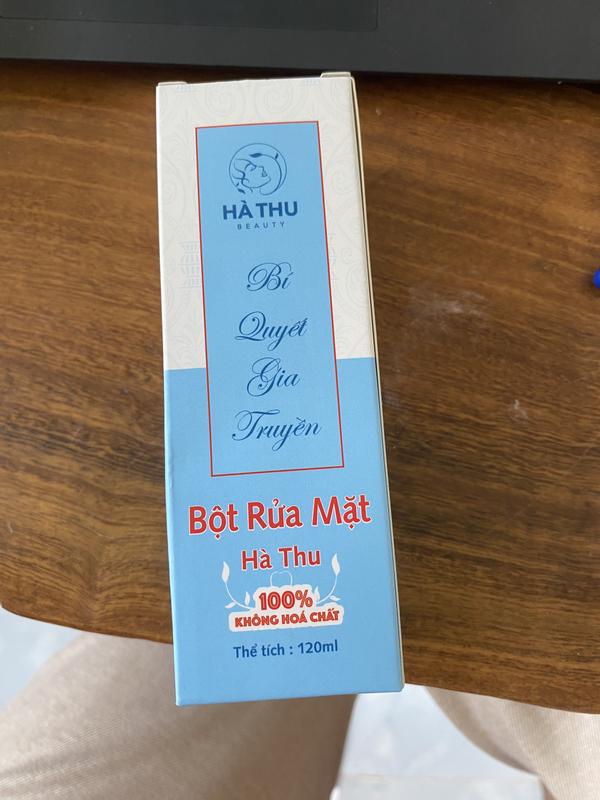 HÀ THU
BEAUTY
Bí
Quyết
Gia
Truyền
Bột Rửa Mặt
Hà Thu
100%
KHÔNG HOÁ CHẤT
Thể tích : 120ml